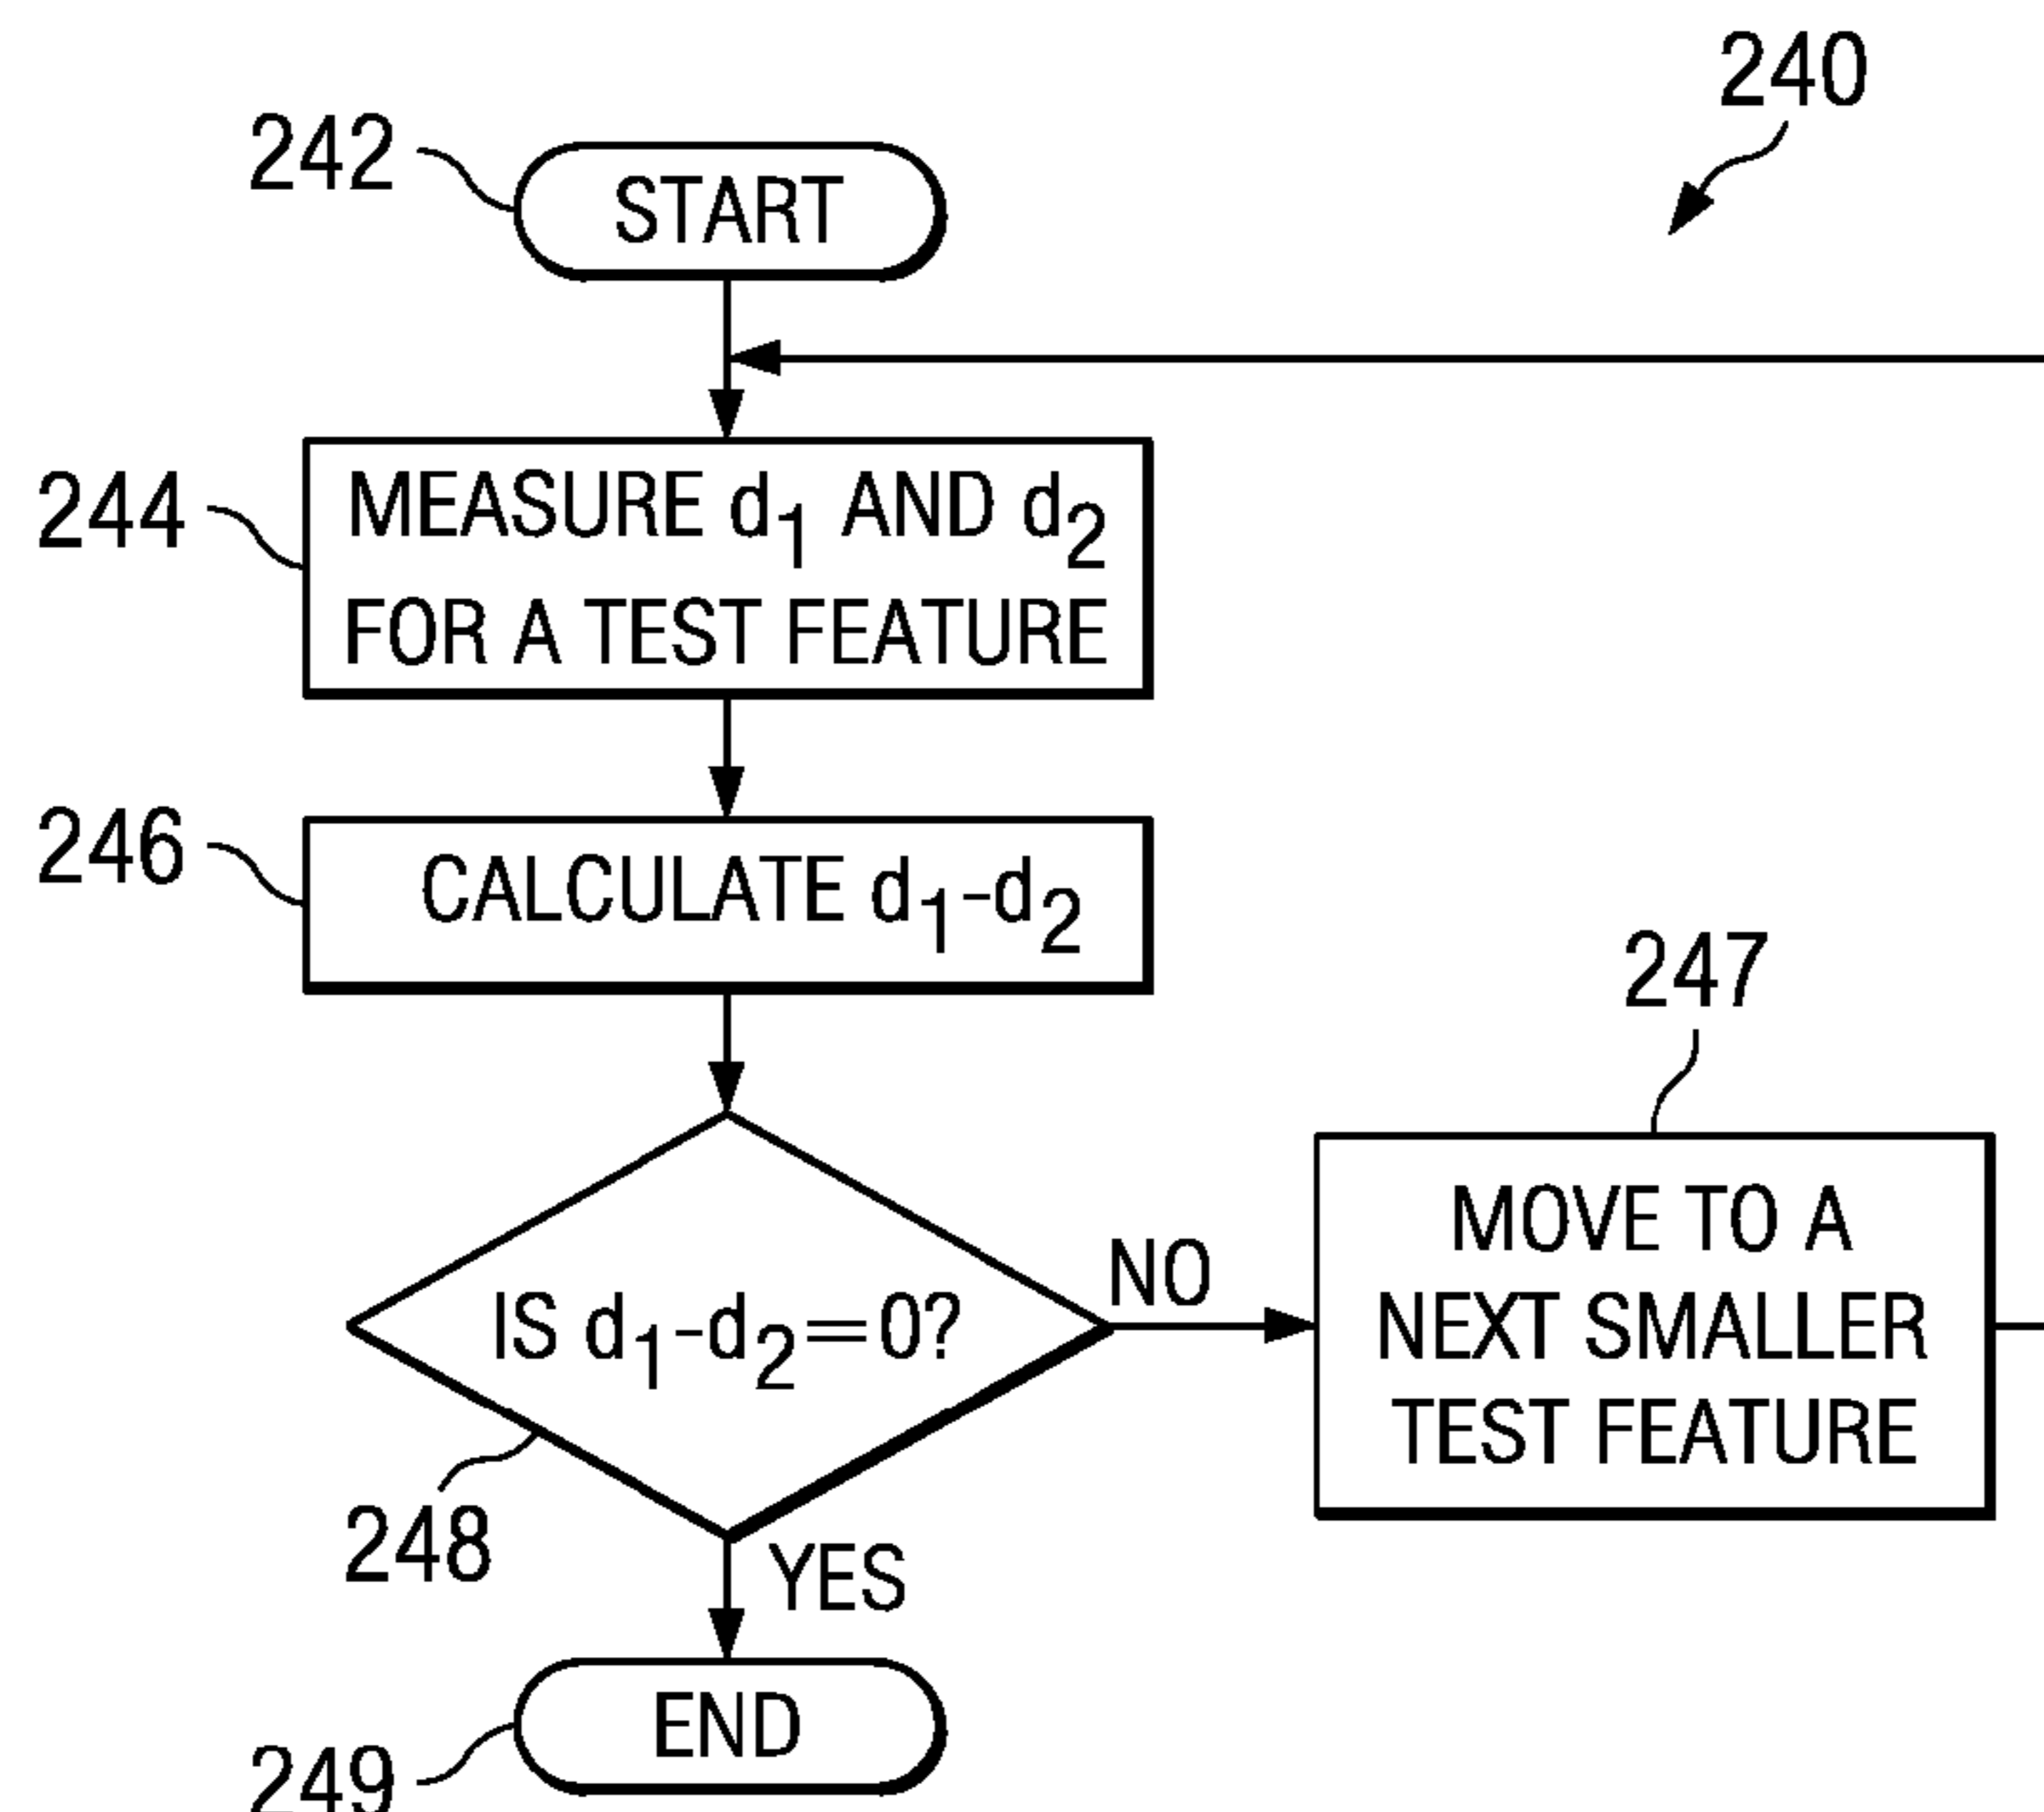 240
242
START
244
MEASURE d₁ AND d₂
FOR A TEST FEATURE
246
CALCULATE d₁-d₂
247
MOVE TO A
NEXT SMALLER
TEST FEATURE
NO
IS d₁-d₂=0?
248
YES
END
249